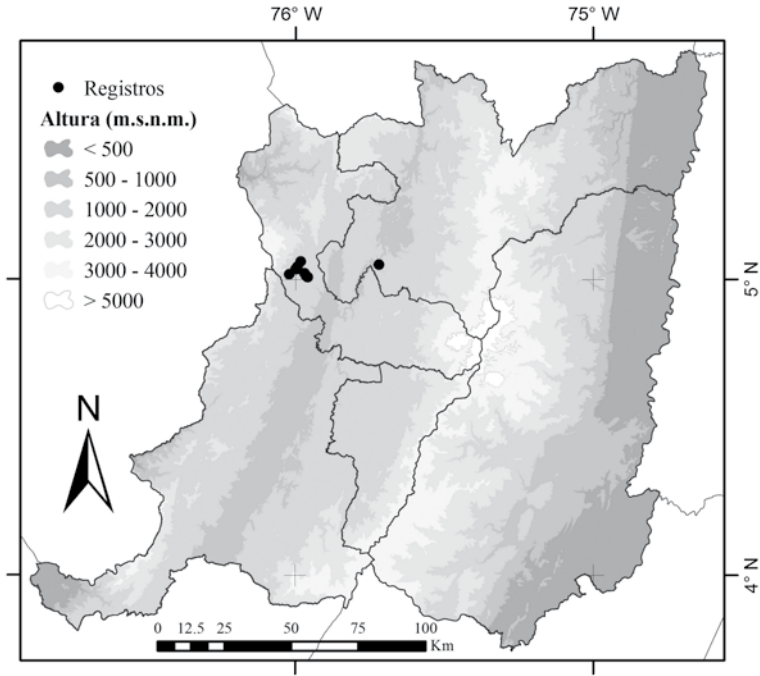 76° W 75° W
Registros
Altura (m.s.n.m.)
< 500
500 - 1000
1000 - 2000
2000 - 3000
3000 - 4000
> 5000
5° N
N
4° N
0 12.5 25 50 75 100
Km